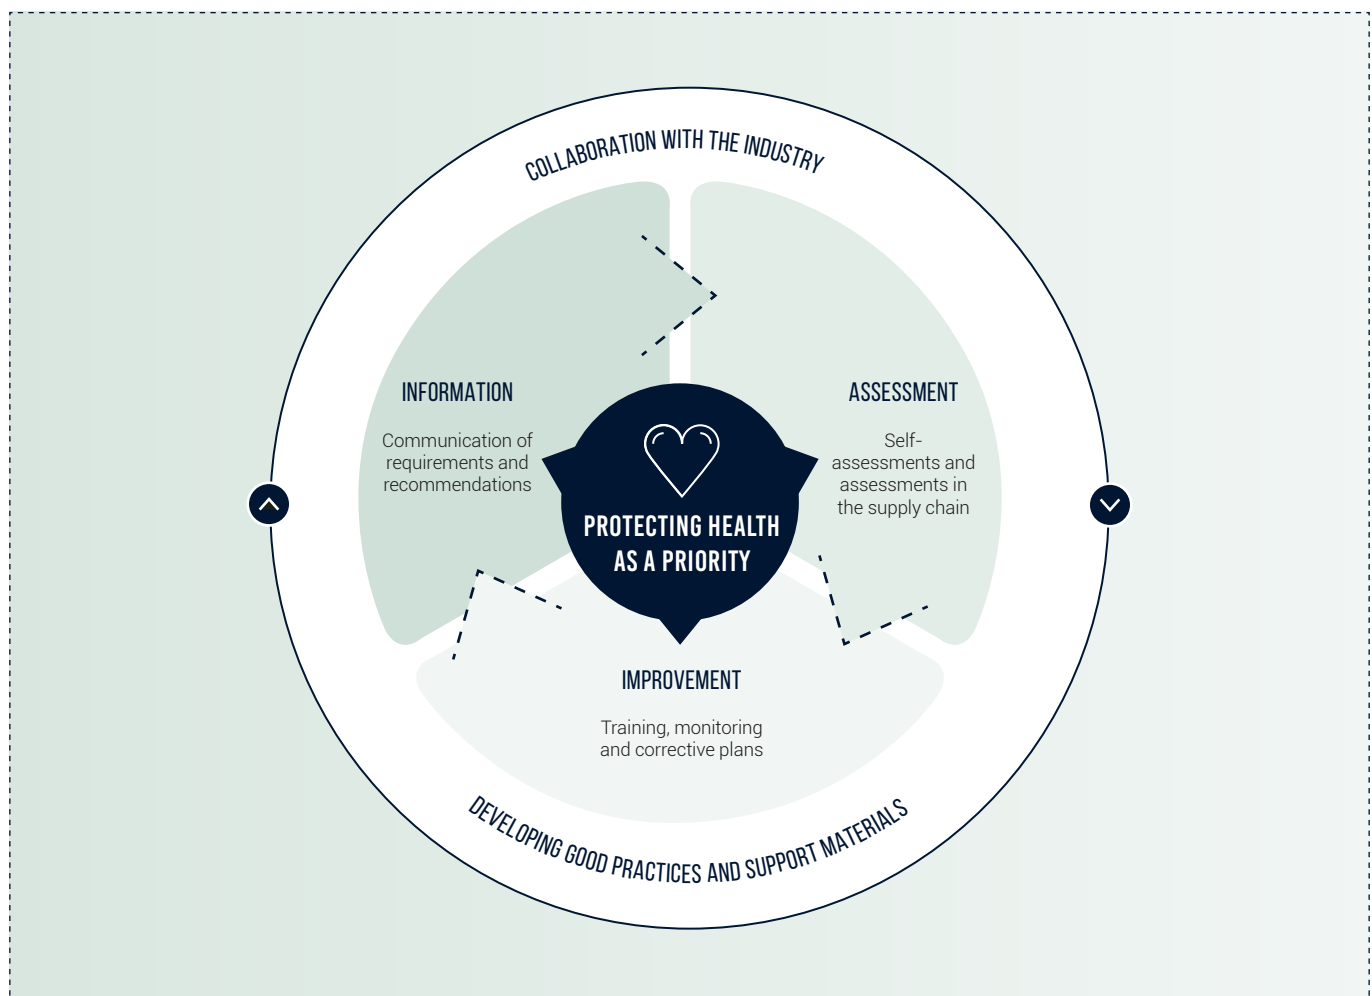 COLLABORATION WITH THE INDUSTRY
INFORMATION
Communication of
requirements and
recommendations
ASSESSMENT
Self-
assessments and
assessments in
the supply chain
PROTECTING HEALTH
AS A PRIORITY
IMPROVEMENT
Training, monitoring
and corrective plans
DEVELOPING GOOD PRACTICES AND SUPPORT MATERIALS